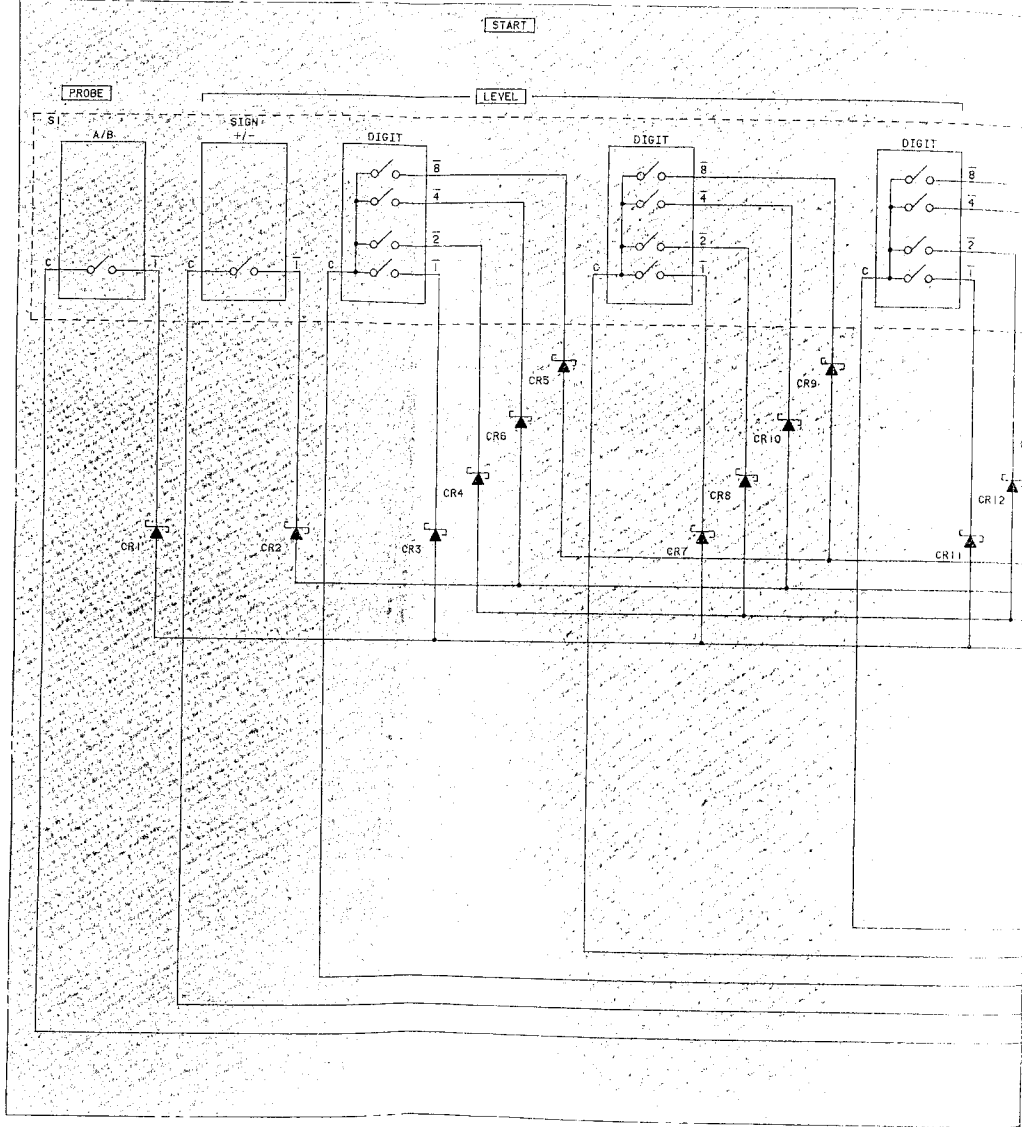 START
PROBE
LEVEL
S1
A/B
SIGN
+/-
DIGIT
DIGIT
DIGIT
8̅
4̅
2̅
1̅
8̅
4̅
2̅
1̅
8̅
4̅
2̅
1̅
C
1̅
C
1̅
C
C
C
CR5
CR9
CR6
CR10
CR4
CR8
CR12
CR1
CR2
CR3
CR7
CR11